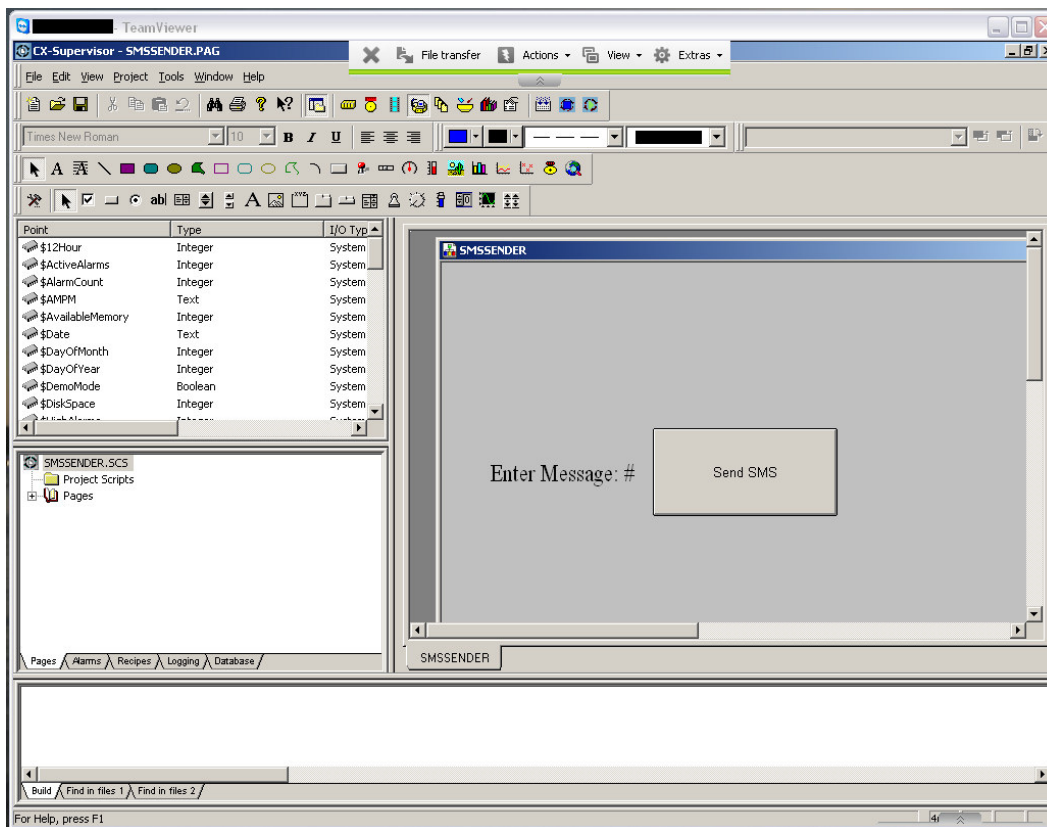 - TeamViewer
CX-Supervisor - SMSSENDER.PAG
File transfer Actions View Extras
File Edit View Project Tools Window Help
Times New Roman 10 B I U
Point Type I/O Typ
$12Hour Integer System
$ActiveAlarms Integer System
$AlarmCount Integer System
$AMPM Text System
$AvailableMemory Integer System
$Date Text System
$DayOfMonth Integer System
$DayOfYear Integer System
$DemoMode Boolean System
$DiskSpace Integer System
SMSSENDER
Enter Message: # Send SMS
SMSSENDER.SCS
Project Scripts
Pages
Pages Alarms Recipes Logging Database
SMSSENDER
Build Find in files 1 Find in files 2
For Help, press F1